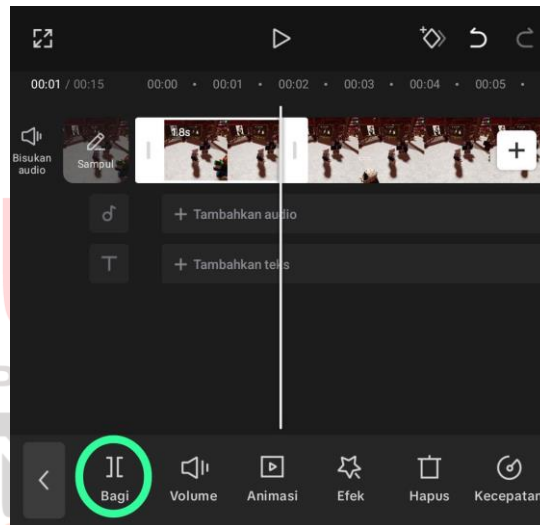 00:01 / 00:15
00:00 00:01 00:02 00:03 00:04 00:05
1.8s
Bisukan audio
Sampul
+ Tambahkan audio
+ Tambahkan teks
Bagi Volume Animasi Efek Hapus Kecepatan